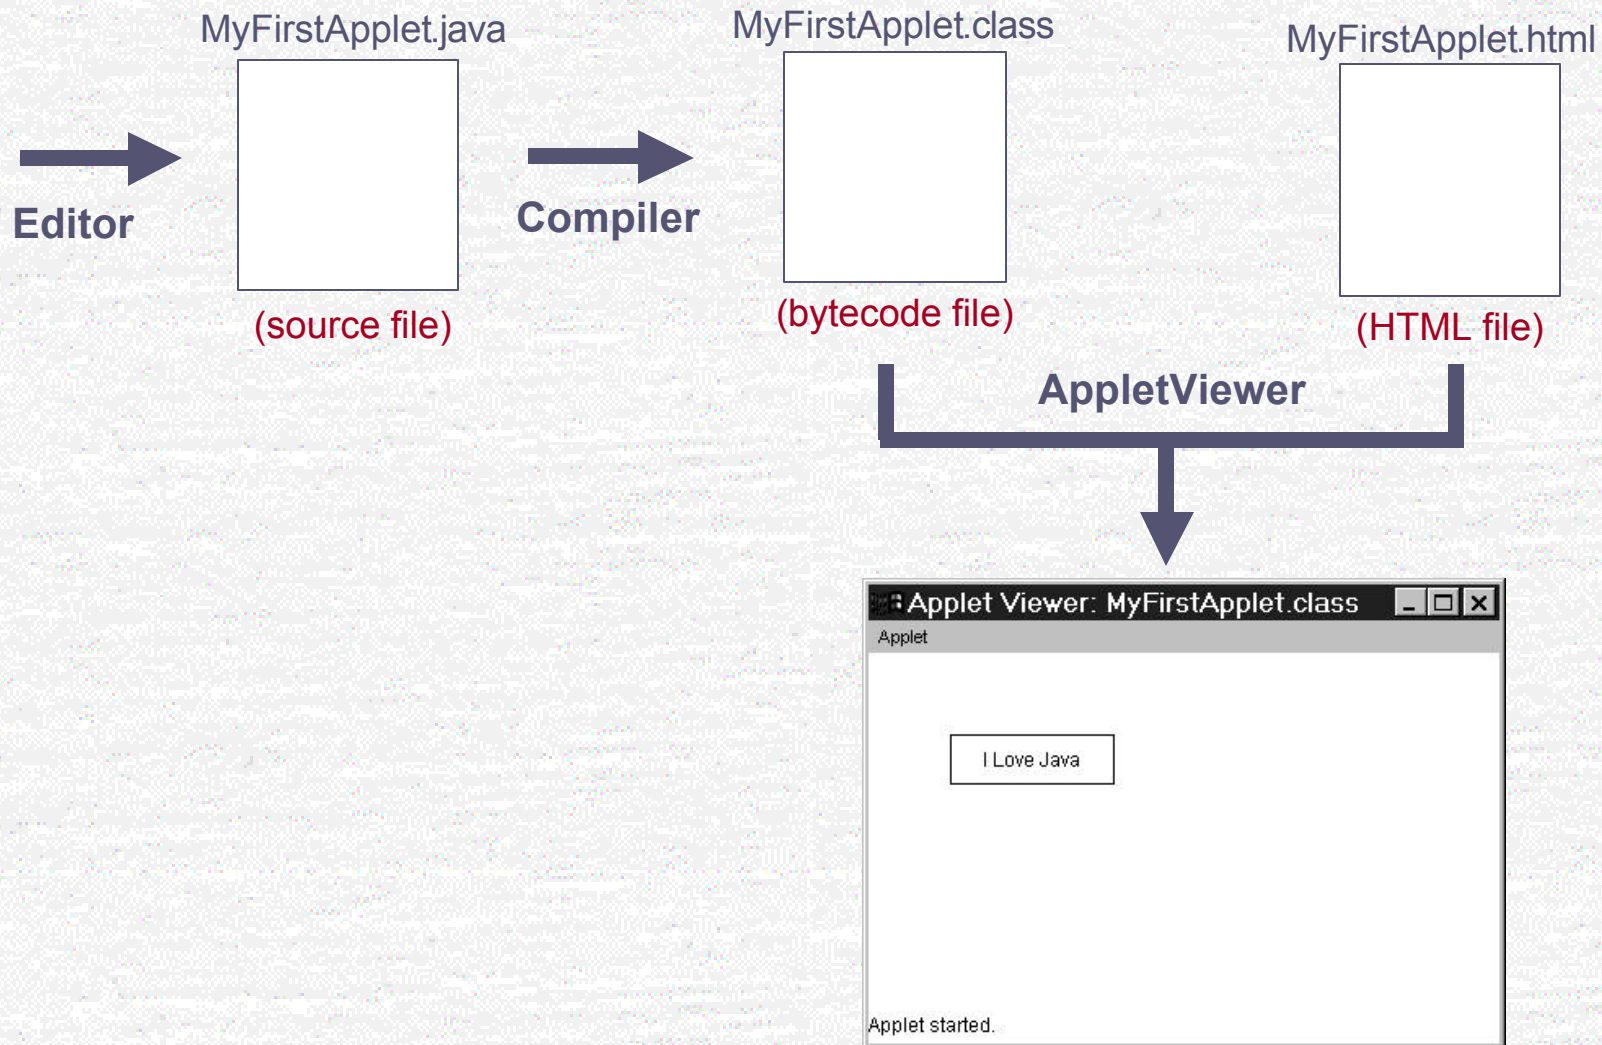 MyFirstApplet.java
MyFirstApplet.class
MyFirstApplet.html
Editor
Compiler
(source file)
(bytecode file)
(HTML file)
AppletViewer
Applet Viewer: MyFirstApplet.class
Applet
I Love Java
Applet started.